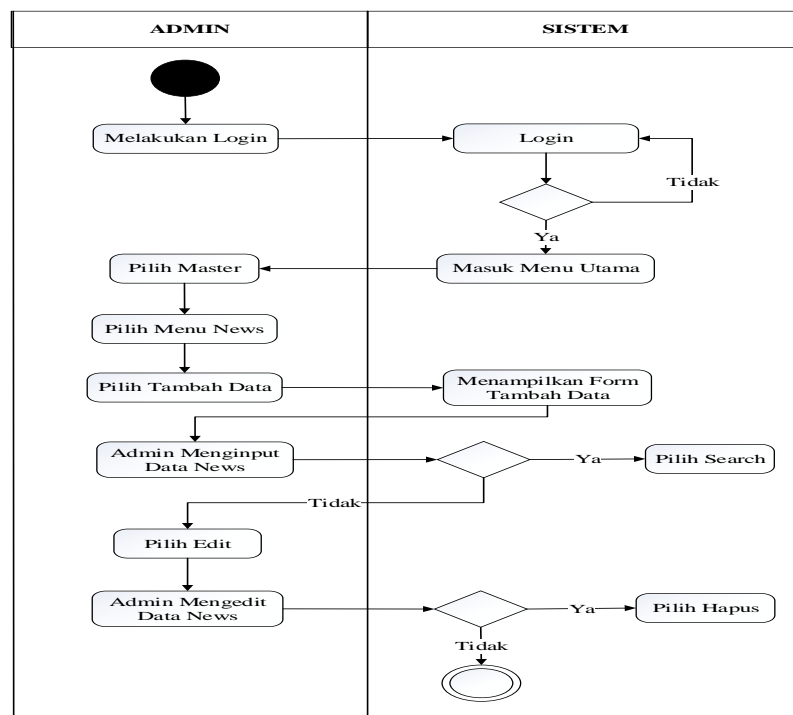 ADMIN
SISTEM
Melakukan Login
Login
Tidak
Ya
Pilih Master
Masuk Menu Utama
Pilih Menu News
Pilih Tambah Data
Menampilkan Form
Tambah Data
Admin Menginput
Data News
Ya
Pilih Search
Tidak
Pilih Edit
Admin Mengedit
Data News
Ya
Pilih Hapus
Tidak